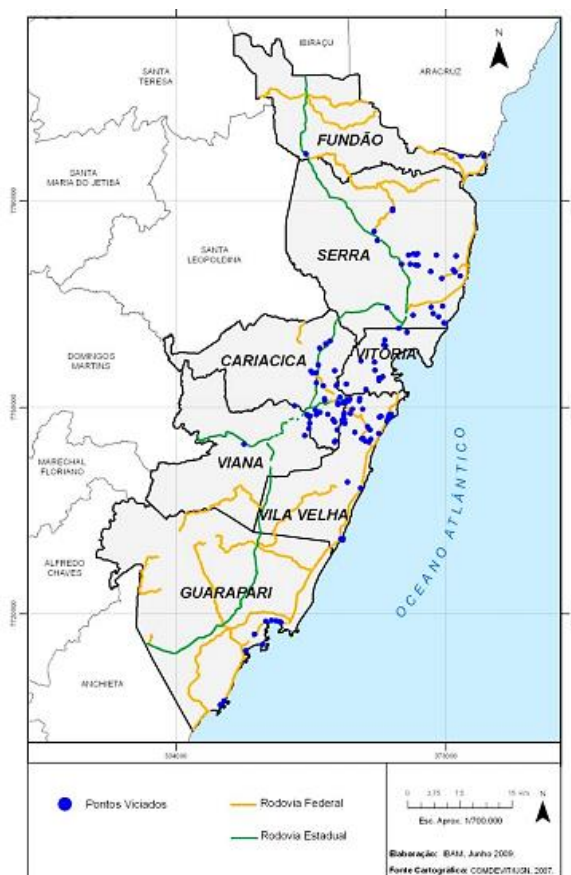 IBIRAÇU
N
SANTA
TERESA
ARACRUZ
FUNDÃO
SANTA
MARIA DO JETIBÁ
SERRA
SANTA
LEOPOLDINA
CARIACICA
VITÓRIA
DOMINGOS
MARTINS
MARECHAL
FLORIANO
VIANA
VILA VELHA
OCEANO ATLÂNTICO
ALFREDO
CHAVES
GUARAPARI
7720000
ANCHIETA
Pontos Viciados
Rodovia Federal
Rodovia Estadual
N
Esc. Aprox. 1/700.000
Elaboração: IBAM, Junho 2009.
Fonte Cartográfica: COMDEVIT/IJSN, 2007.